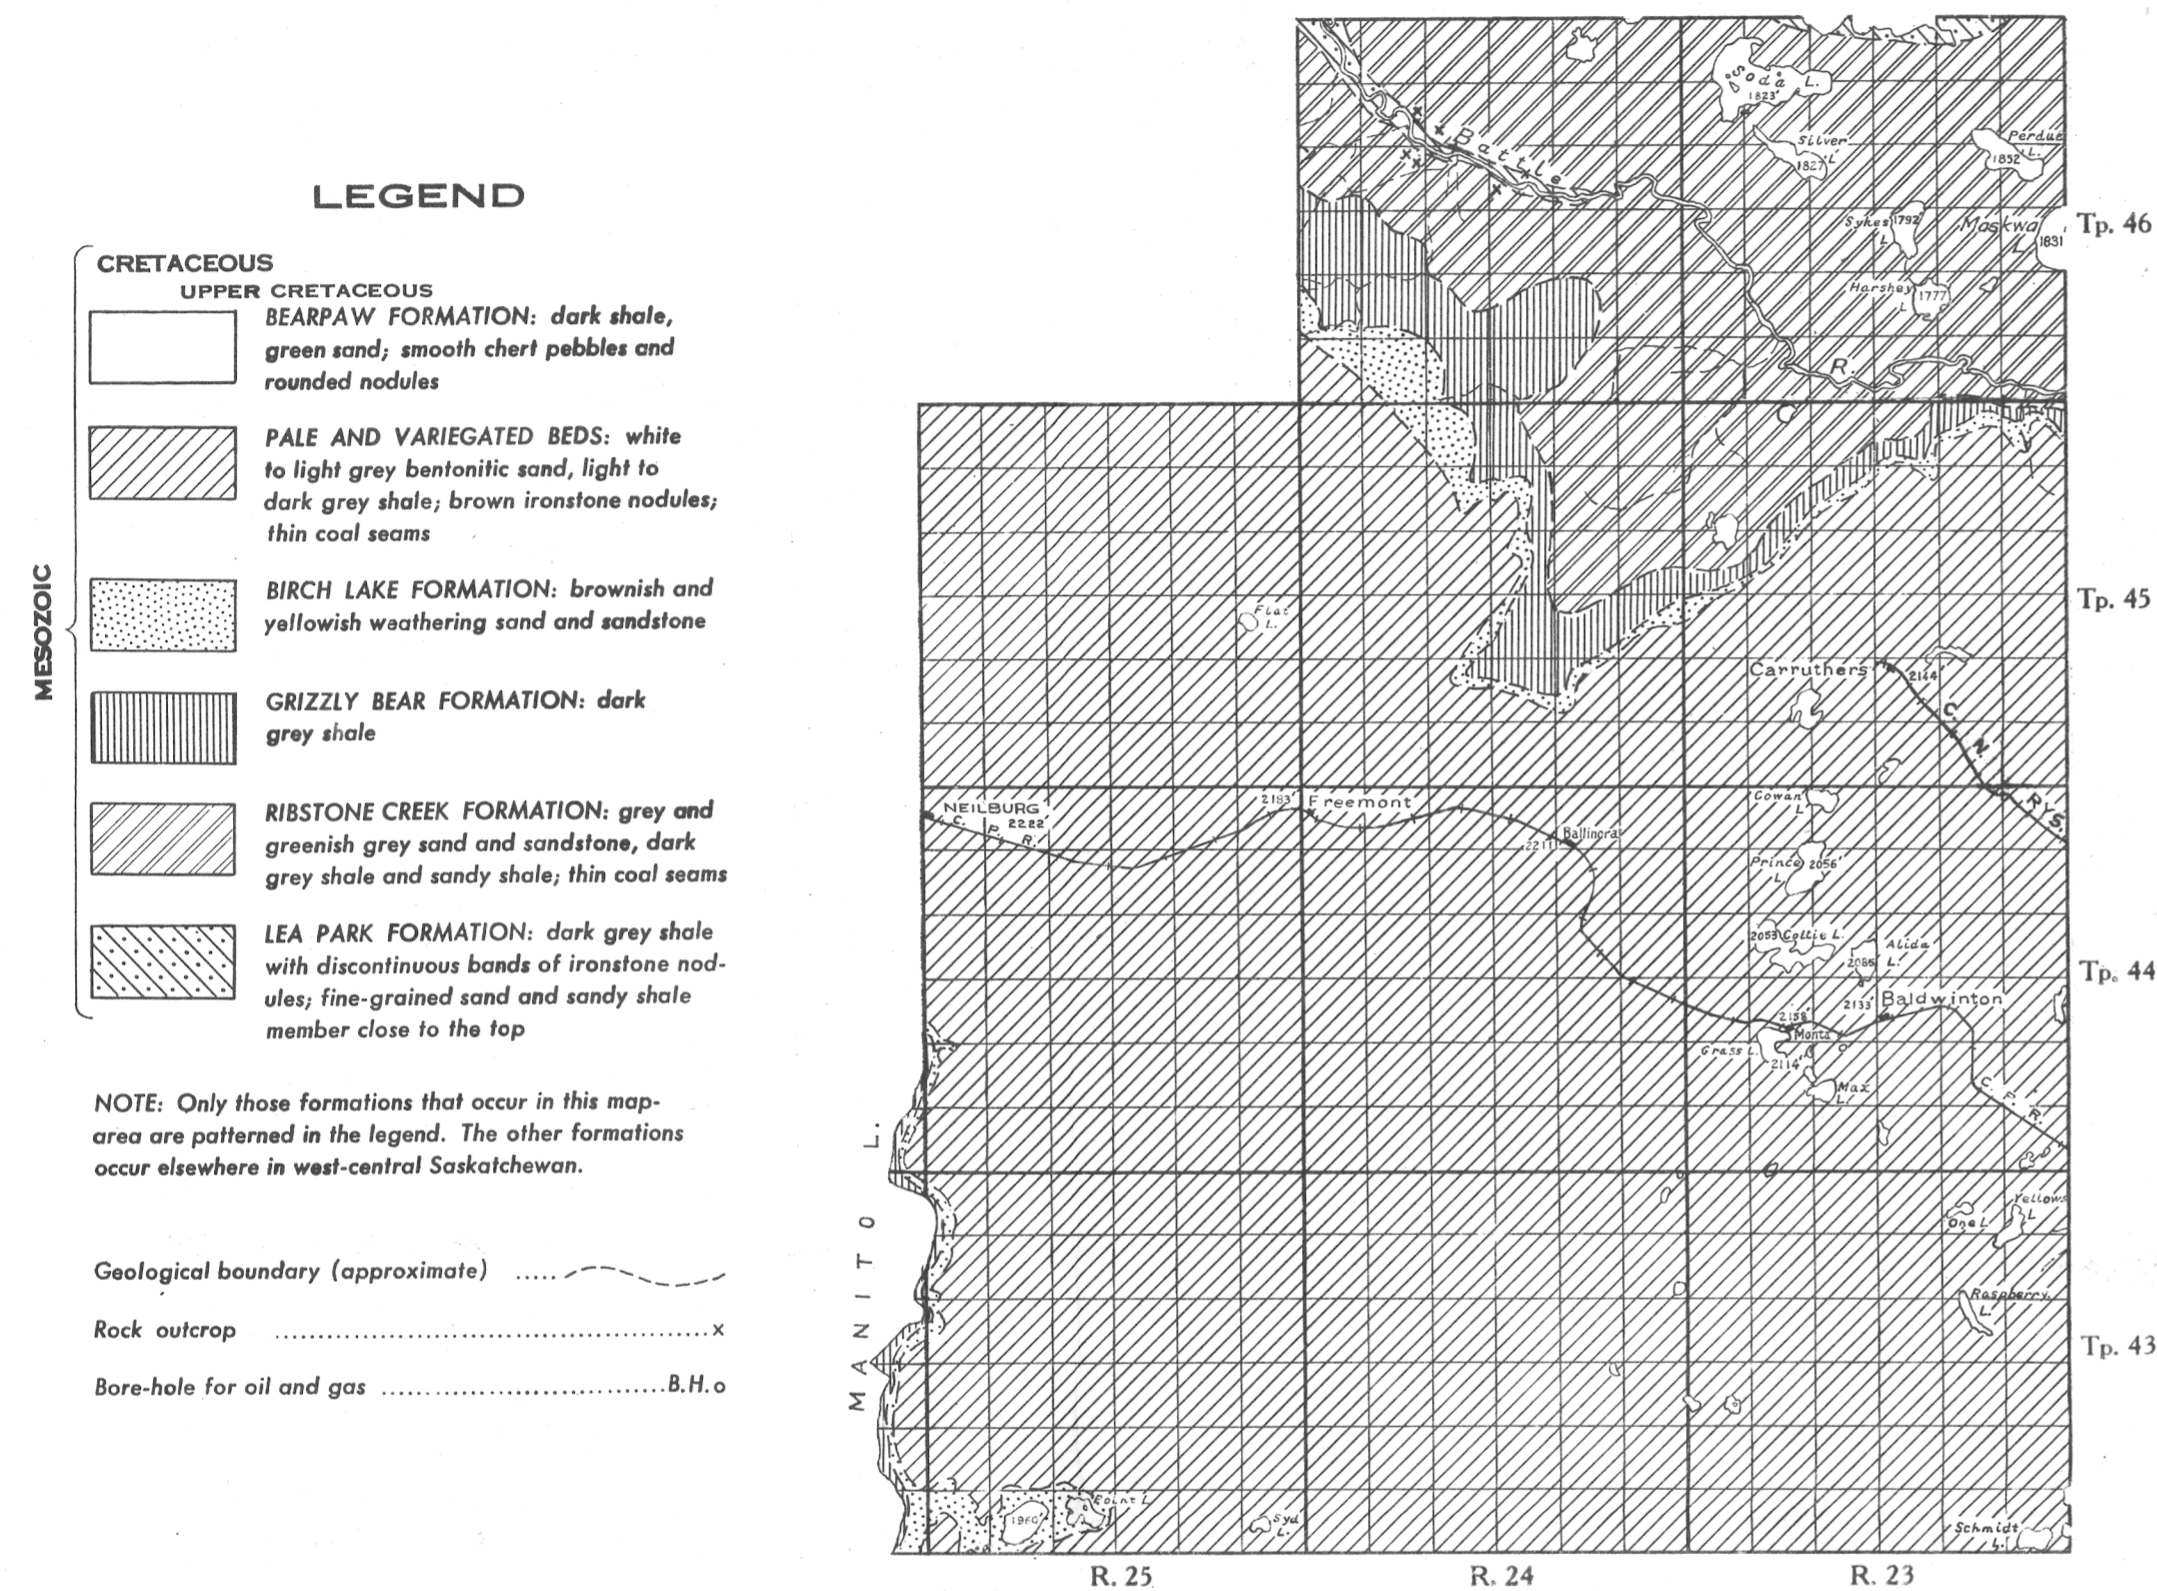 LEGEND
MESOZOIC
CRETACEOUS
UPPER CRETACEOUS
BEARPAW FORMATION: dark shale,
green sand; smooth chert pebbles and
rounded nodules
PALE AND VARIEGATED BEDS: white
to light grey bentonitic sand, light to
dark grey shale; brown ironstone nodules;
thin coal seams
BIRCH LAKE FORMATION: brownish and
yellowish weathering sand and sandstone
GRIZZLY BEAR FORMATION: dark
grey shale
RIBSTONE CREEK FORMATION: grey and
greenish grey sand and sandstone, dark
grey shale and sandy shale; thin coal seams
LEA PARK FORMATION: dark grey shale
with discontinuous bands of ironstone nod-
ules; fine-grained sand and sandy shale
member close to the top
NOTE: Only those formations that occur in this map-
area are patterned in the legend. The other formations
occur elsewhere in west-central Saskatchewan.
Geological boundary (approximate) .....
Rock outcrop ..... x
Bore-hole for oil and gas ..... B.H. o
Soda L.
1823'
Silver L.
1827'
Perdue L.
1852'
Battle R.
Sykes L.
1792'
Maskwa L.
1831
Harshey L.
1777
Tp. 46
Flat L.
Tp. 45
Carruthers
2144'
C. N. RYS.
NEILBURG
2222'
C. P. R.
2193'
Freemont
Ballinora
2211'
Cowan L.
Prince L.
2056'
2053 Collie L.
Alida L.
2085
Tp. 44
2133'
Baldwinton
2158'
Monta
Grass L.
2114'
Max L.
C. P. R.
MANITO L.
One L.
Yellow
L.
Raspberry L.
Tp. 43
1960'
Point L.
Syd L.
Schmidt L.
R. 25
R. 24
R. 23